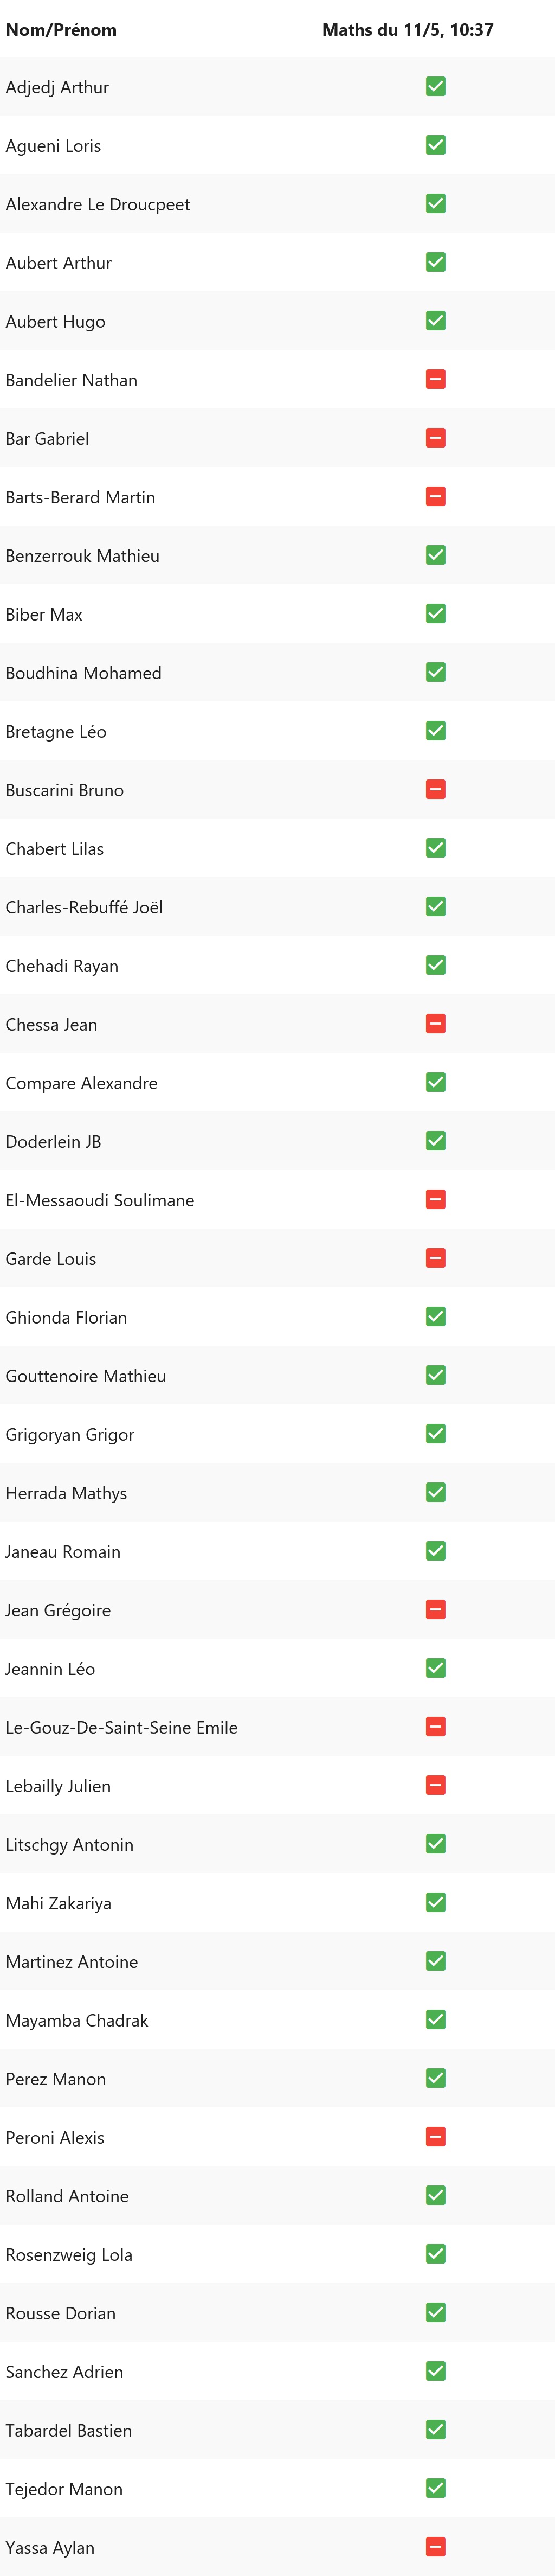 Nom/Prénom Maths du 11/5, 10:37
Adjedj Arthur
Agueni Loris
Alexandre Le Droucpeet
Aubert Arthur
Aubert Hugo
Bandelier Nathan
Bar Gabriel
Barts-Berard Martin
Benzerrouk Mathieu
Biber Max
Boudhina Mohamed
Bretagne Léo
Buscarini Bruno
Chabert Lilas
Charles-Rebuffé Joël
Chehadi Rayan
Chessa Jean
Compare Alexandre
Doderlein JB
El-Messaoudi Soulimane
Garde Louis
Ghionda Florian
Gouttenoire Mathieu
Grigoryan Grigor
Herrada Mathys
Janeau Romain
Jean Grégoire
Jeannin Léo
Le-Gouz-De-Saint-Seine Emile
Lebailly Julien
Litschgy Antonin
Mahi Zakariya
Martinez Antoine
Mayamba Chadrak
Perez Manon
Peroni Alexis
Rolland Antoine
Rosenzweig Lola
Rousse Dorian
Sanchez Adrien
Tabardel Bastien
Tejedor Manon
Yassa Aylan